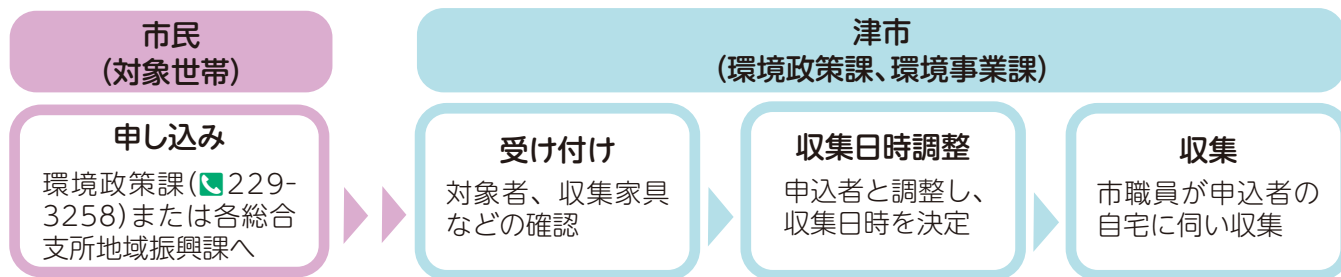 市民
(対象世帯)
津市
(環境政策課、環境事業課)
申し込み
環境政策課(229-
3258)または各総合
支所地域振興課へ
受け付け
対象者、収集家具
などの確認
収集日時調整
申込者と調整し、
収集日時を決定
収集
市職員が申込者の
自宅に伺い収集